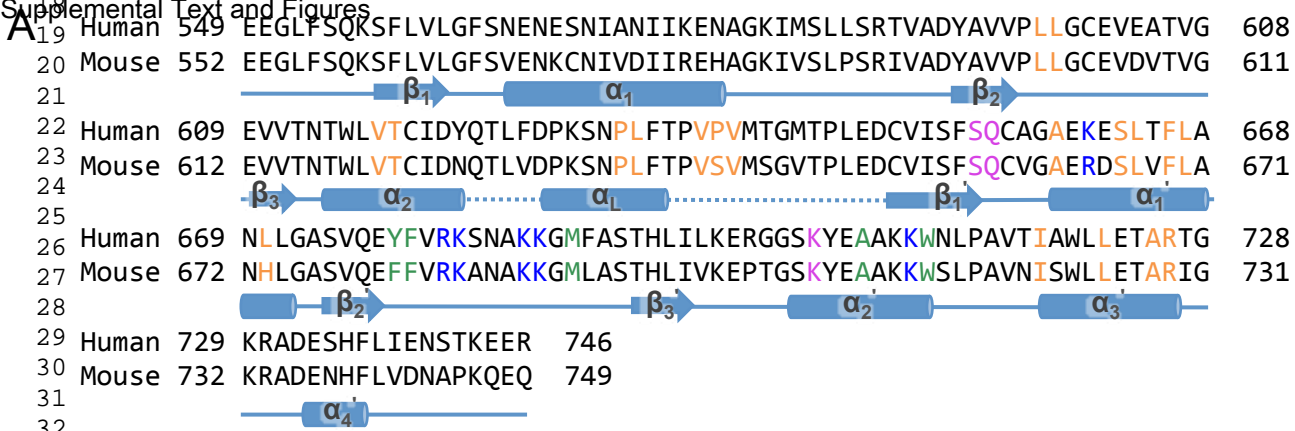 Supplemental Text and Figures
A
19 Human 549 EEGLFSQKSFLVLGFSNENESNIANIIKENAGKIMSLLSRTVADYAVVPLLGCEVEATVG 608
20 Mouse 552 EEGLFSQKSFLVLGFSVENKCNIVDIIREHAGKIVSLPSRIVADYAVVPLLGCEVDVTVG 611
21 β1 α1 β2
22 Human 609 EVVTNTWLVTCIDYQTLFDPKSNPLFTPVPVMTGMTPLEDCVISFSQCAGAEKESLTFLA 668
23 Mouse 612 EVVTNTWLVTCIDNQTLVDPKSNPLFTPVSVMSGVTPLEDCVISFSQCVGAERDSLVFLA 671
24 β3 α2 αL β1' α1'
25
26 Human 669 NLLGASVQEYFVRKSNAKKGMFASTHLILKERGGSKYEAAKKWNLPAVTIAWLLETARTG 728
27 Mouse 672 NHLGASVQEFFVRKANAKKGMLASTHLIVKEPTGSKYEAAKKWSLPAVNISWLLETARIG 731
28 β2' β3' α2' α3'
29 Human 729 KRADESHFLIENSTKEER 746
30 Mouse 732 KRADENHFLVDNAPKQEQ 749
31 α4'
32